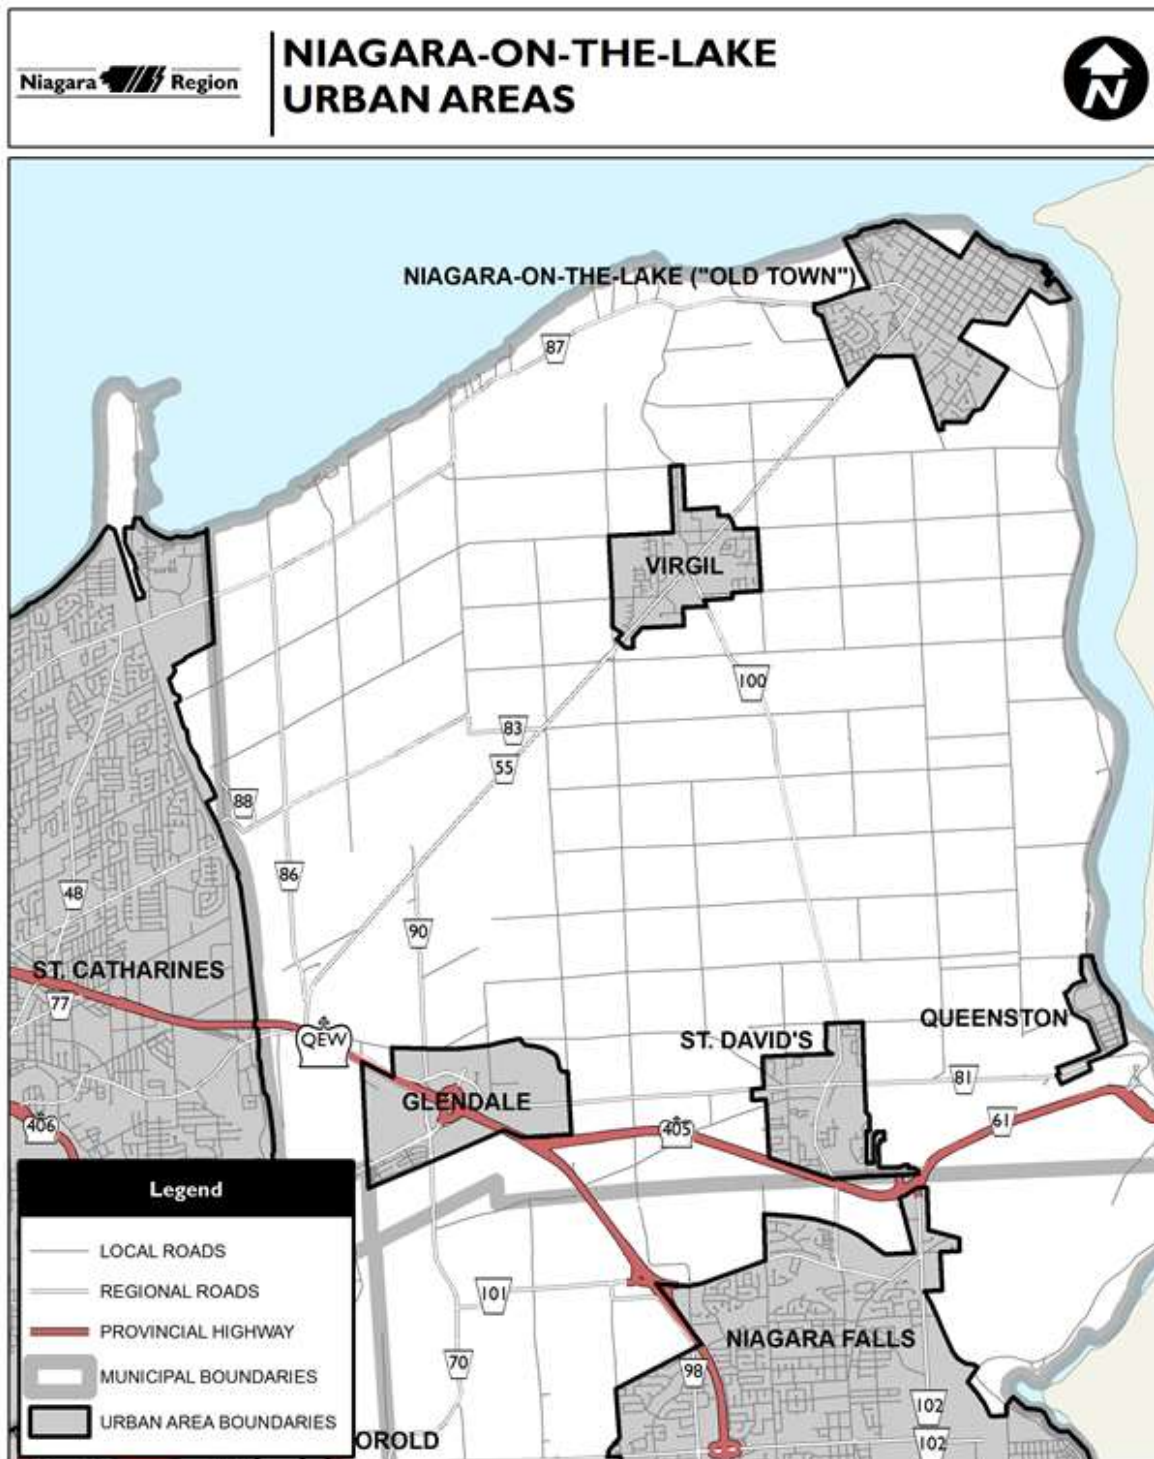 Niagara Region
NIAGARA-ON-THE-LAKE
URBAN AREAS
N
NIAGARA-ON-THE-LAKE ("OLD TOWN")
87
VIRGIL
100
83
55
88
86
48
90
ST. CATHARINES
77
QEW
QUEENSTON
ST. DAVID'S
81
GLENDALE
61
406
405
Legend
LOCAL ROADS
REGIONAL ROADS
PROVINCIAL HIGHWAY
MUNICIPAL BOUNDARIES
URBAN AREA BOUNDARIES
101
NIAGARA FALLS
70
98
102
102
OROLD